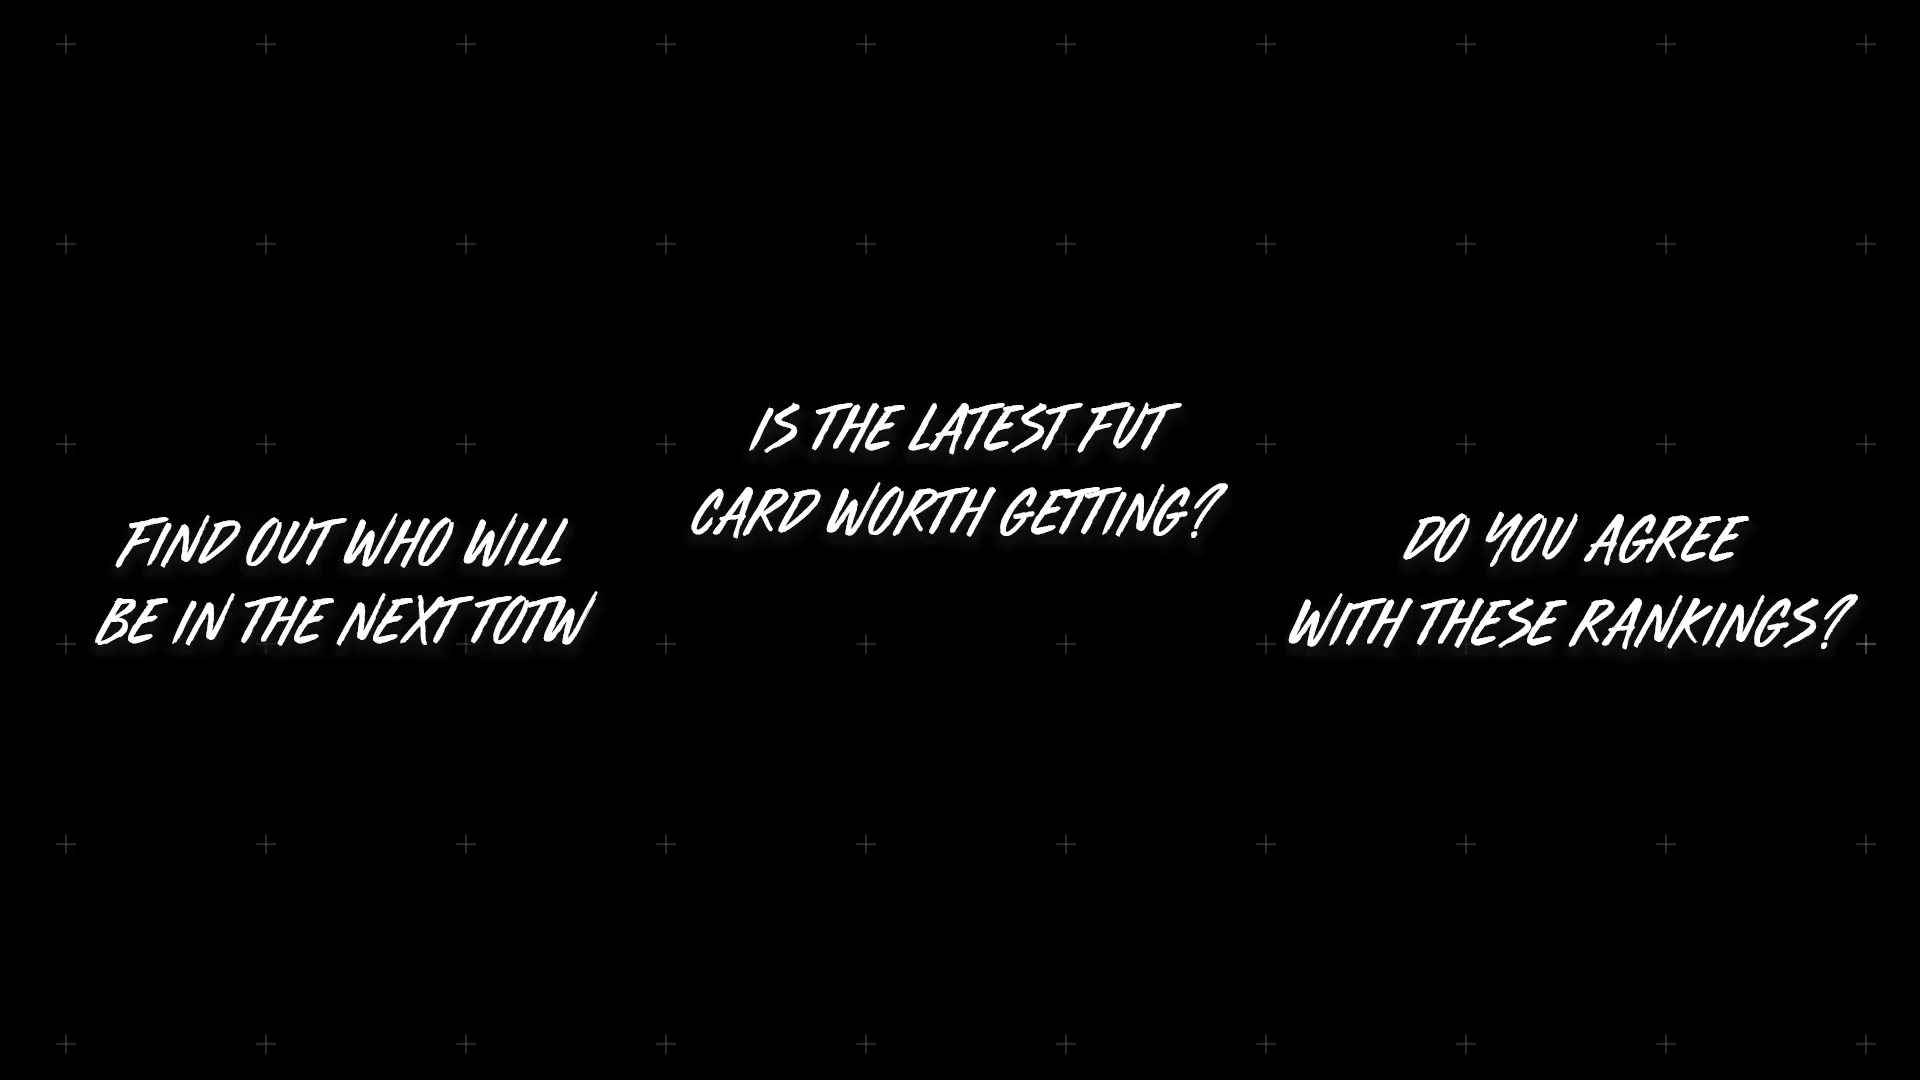 FIND OUT WHO WILL
BE IN THE NEXT TOTW
IS THE LATEST FUT
CARD WORTH GETTING?
DO YOU AGREE
WITH THESE RANKINGS?